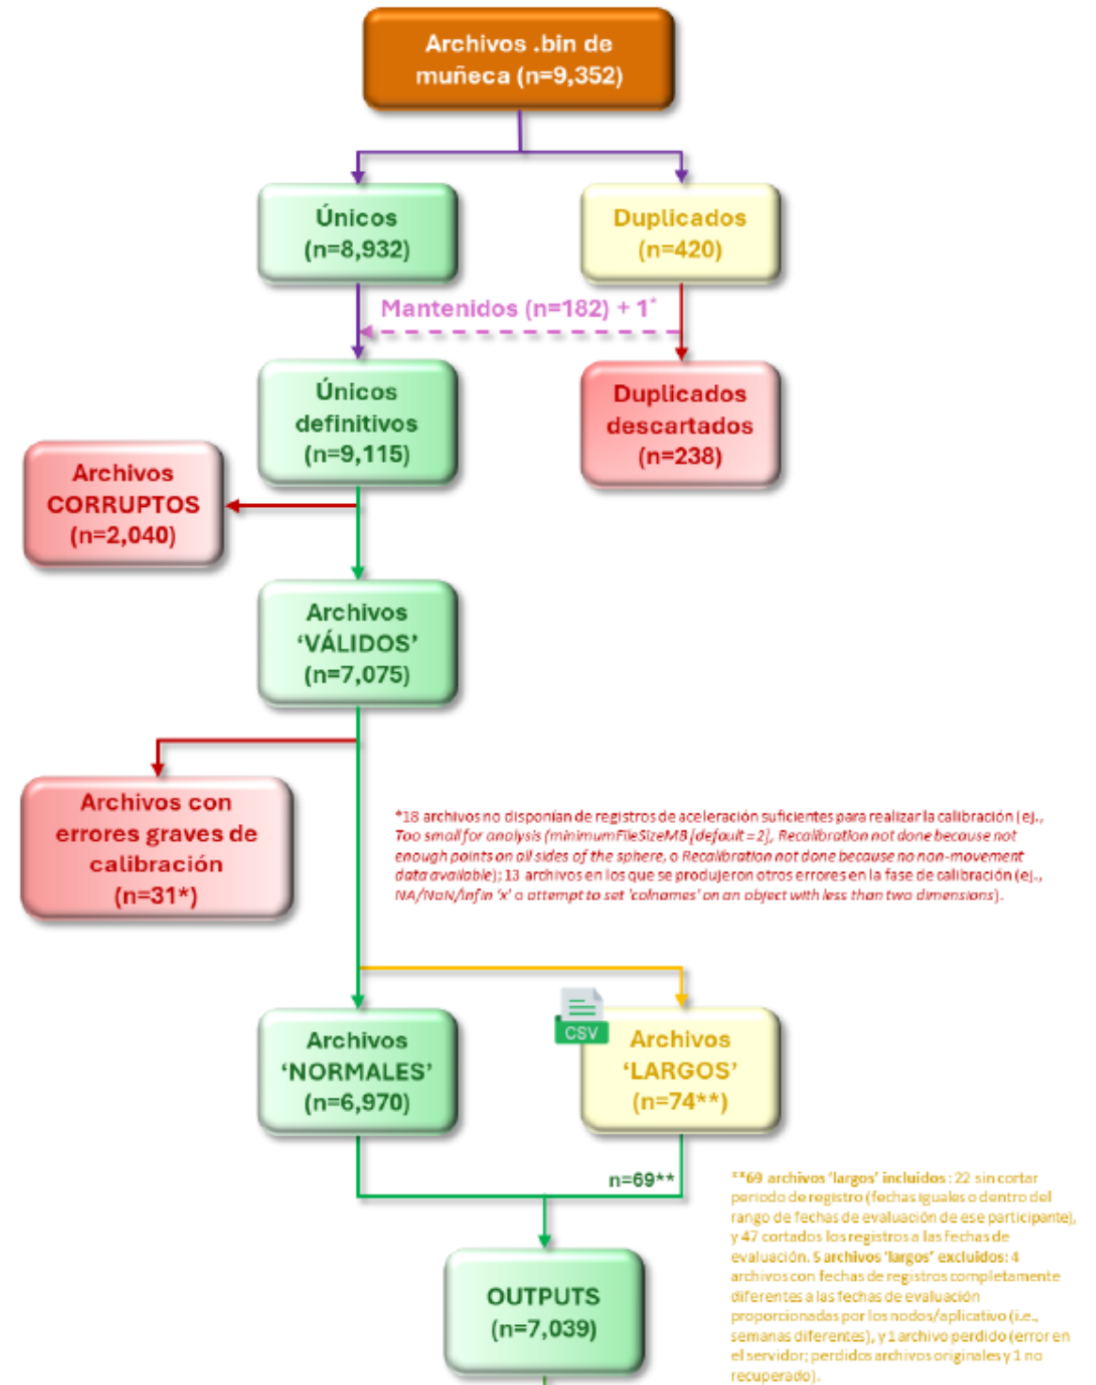 Archivos .bin de
muñeca (n=9,352)
Únicos
(n=8,932)
Duplicados
(n=420)
Mantenidos (n=182) + 1*
Únicos
definitivos
(n=9,115)
Duplicados
descartados
(n=238)
Archivos
CORRUPTOS
(n=2,040)
Archivos
‘VÁLIDOS’
(n=7,075)
Archivos con
errores graves de
calibración
(n=31*)
*18 archivos no disponían de registros de aceleración suficientes para realizar la calibración (ej.,
Too small for analysis (minimumFileSizeMB [default = 2], Recalibration not done because not
enough points on all sides of the sphere, o Recalibration not done because no non-movement
data available); 13 archivos en los que se produjeron otros errores en la fase de calibración (ej.,
NA/NaN/Infin 'x' o attempt to set 'colnames' on an object with less than two dimensions).
Archivos
‘NORMALES’
(n=6,970)
CSV
Archivos
‘LARGOS’
(n=74**)
n=69**
**69 archivos ‘largos’ incluidos: 22 sin cortar
periodo de registro (fechas iguales o dentro del
rango de fechas de evaluación de ese participante),
y 47 cortados los registros a las fechas de
evaluación. 5 archivos ‘largos’ excluidos: 4
archivos con fechas de registros completamente
diferentes a las fechas de evaluación
proporcionadas por los nodos/aplicativo (i.e.,
semanas diferentes), y 1 archivo perdido (error en
el servidor; perdidos archivos originales y 1 no
recuperado).
OUTPUTS
(n=7,039)